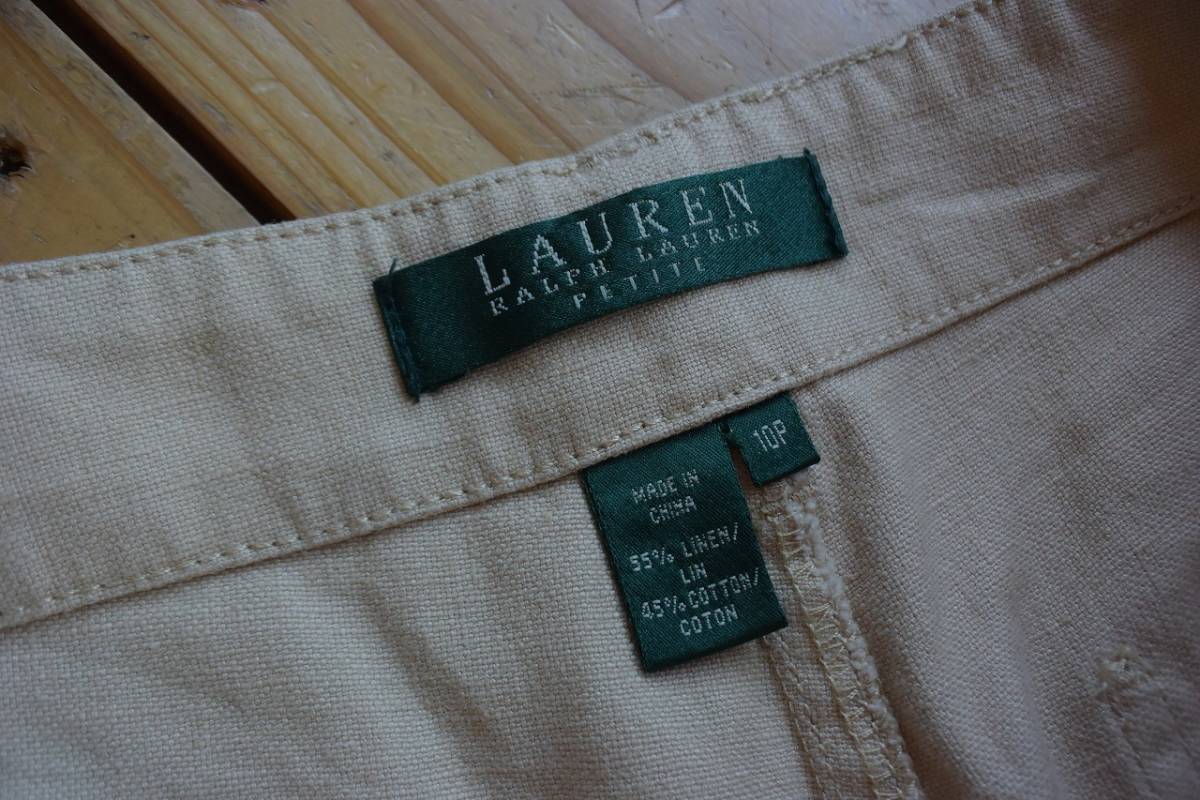 LAUREN
RALPH LAUREN
PETITE
10P
MADE IN
CHINA
55% LINEN/
LIN
45% COTTON/
COTON